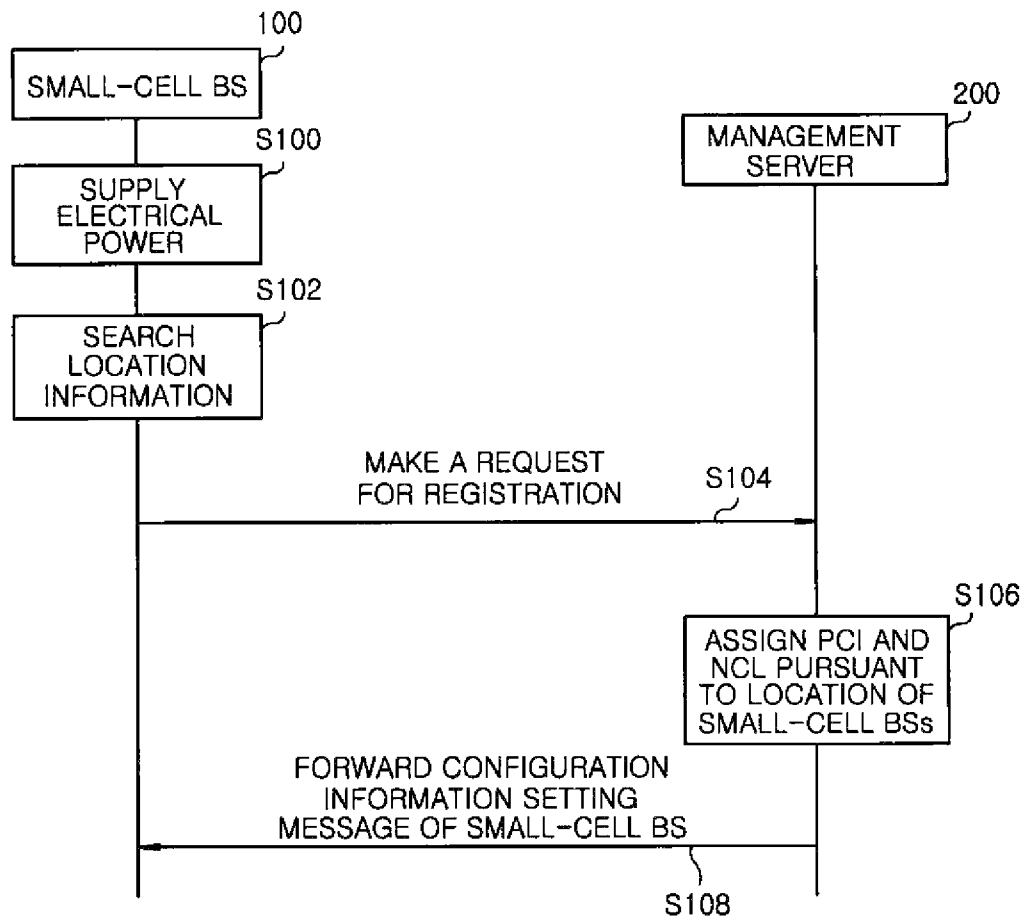 100
SMALL-CELL BS
200
MANAGEMENT
SERVER
S100
SUPPLY
ELECTRICAL
POWER
S102
SEARCH
LOCATION
INFORMATION
MAKE A REQUEST
FOR REGISTRATION
S104
S106
ASSIGN PCI AND
NCL PURSUANT
TO LOCATION OF
SMALL-CELL BSs
FORWARD CONFIGURATION
INFORMATION SETTING
MESSAGE OF SMALL-CELL BS
S108